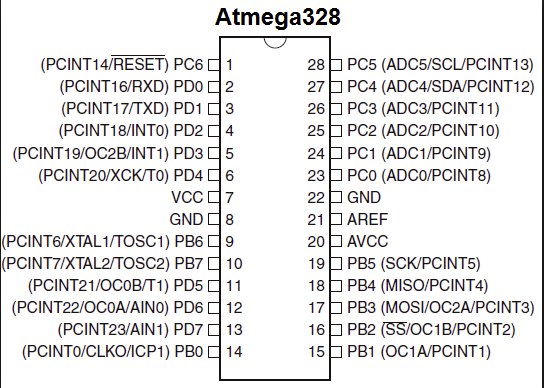 Atmega328
(PCINT14/RESET) PC6 1 28 PC5 (ADC5/SCL/PCINT13)
(PCINT16/RXD) PD0 2 27 PC4 (ADC4/SDA/PCINT12)
(PCINT17/TXD) PD1 3 26 PC3 (ADC3/PCINT11)
(PCINT18/INT0) PD2 4 25 PC2 (ADC2/PCINT10)
(PCINT19/OC2B/INT1) PD3 5 24 PC1 (ADC1/PCINT9)
(PCINT20/XCK/T0) PD4 6 23 PC0 (ADC0/PCINT8)
VCC 7 22 GND
GND 8 21 AREF
(PCINT6/XTAL1/TOSC1) PB6 9 20 AVCC
(PCINT7/XTAL2/TOSC2) PB7 10 19 PB5 (SCK/PCINT5)
(PCINT21/OC0B/T1) PD5 11 18 PB4 (MISO/PCINT4)
(PCINT22/OC0A/AIN0) PD6 12 17 PB3 (MOSI/OC2A/PCINT3)
(PCINT23/AIN1) PD7 13 16 PB2 (SS/OC1B/PCINT2)
(PCINT0/CLKO/ICP1) PB0 14 15 PB1 (OC1A/PCINT1)